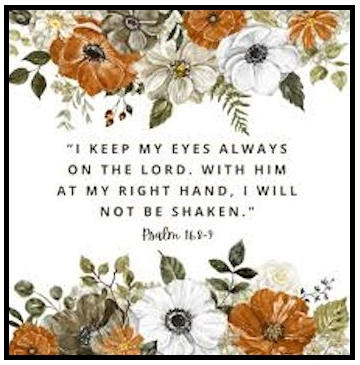 "I KEEP MY EYES ALWAYS
ON THE LORD. WITH HIM
AT MY RIGHT HAND, I WILL
NOT BE SHAKEN."
Psalm 16:8-9